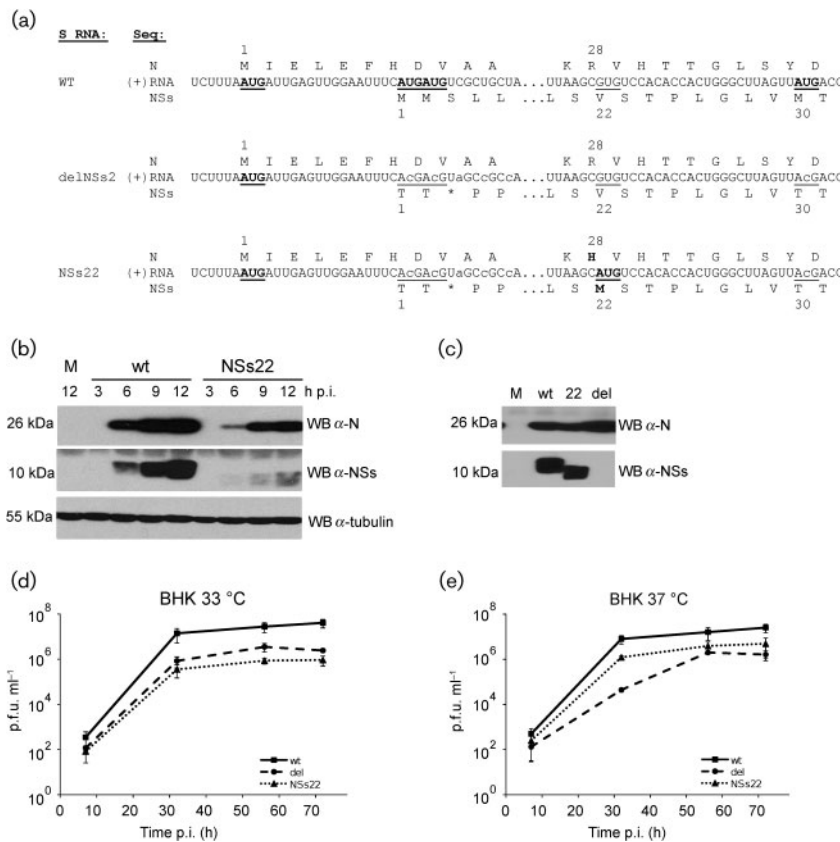 (a)
S RNA: Seq:
1 28
N M I E L E F H D V A A K R V H T G L S Y D
WT (+)RNA UCUUUAAUGAUUGAGUUGGAAUUUCAUGAUGUCGCUGCUA...UUAAGCGUGUCCACACCACUGGGCUUAGUUAUGACC
NSs M M S L L ...S V S T P L G L V M T
1 22 30
1 28
N M I E L E F H D V A A K R V H T G L S Y D
delNSs2 (+)RNA UCUUUAAUGAUUGAGUUGGAAUUUCAcGAcGUaGCcGCcA...UUAAGCGUGUCCACACCACUGGGCUUAGUUAcGACC
NSs T T * P P ...L S V S T P L G L V T T
1 22 30
1 28
N M I E L E F H D V A A K H V H T G L S Y D
NSs22 (+)RNA UCUUUAAUGAUUGAGUUGGAAUUUCAcGAcGUaGCcGCcA...UUAAGCAUGUCCACACCACUGGGCUUAGUUAcGACC
NSs T T * P P ...S M S T P L G L V T T
1 22 30
(b)
M wt NSs22
12 3 6 9 12 3 6 9 12 h p.i.
26 kDa WB α-N
10 kDa WB α-NSs
55 kDa WB α-tubulin
(c)
M wt 22 del
26 kDa WB α-N
10 kDa WB α-NSs
(d)
BHK 33 °C
p.f.u. ml⁻¹
10⁸
10⁶
10⁴
10²
10⁰
0 10 20 30 40 50 60 70
Time p.i. (h)
wt
del
NSs22
(e)
BHK 37 °C
p.f.u. ml⁻¹
10⁸
10⁶
10⁴
10²
10⁰
0 10 20 30 40 50 60 70
Time p.i. (h)
wt
del
NSs22